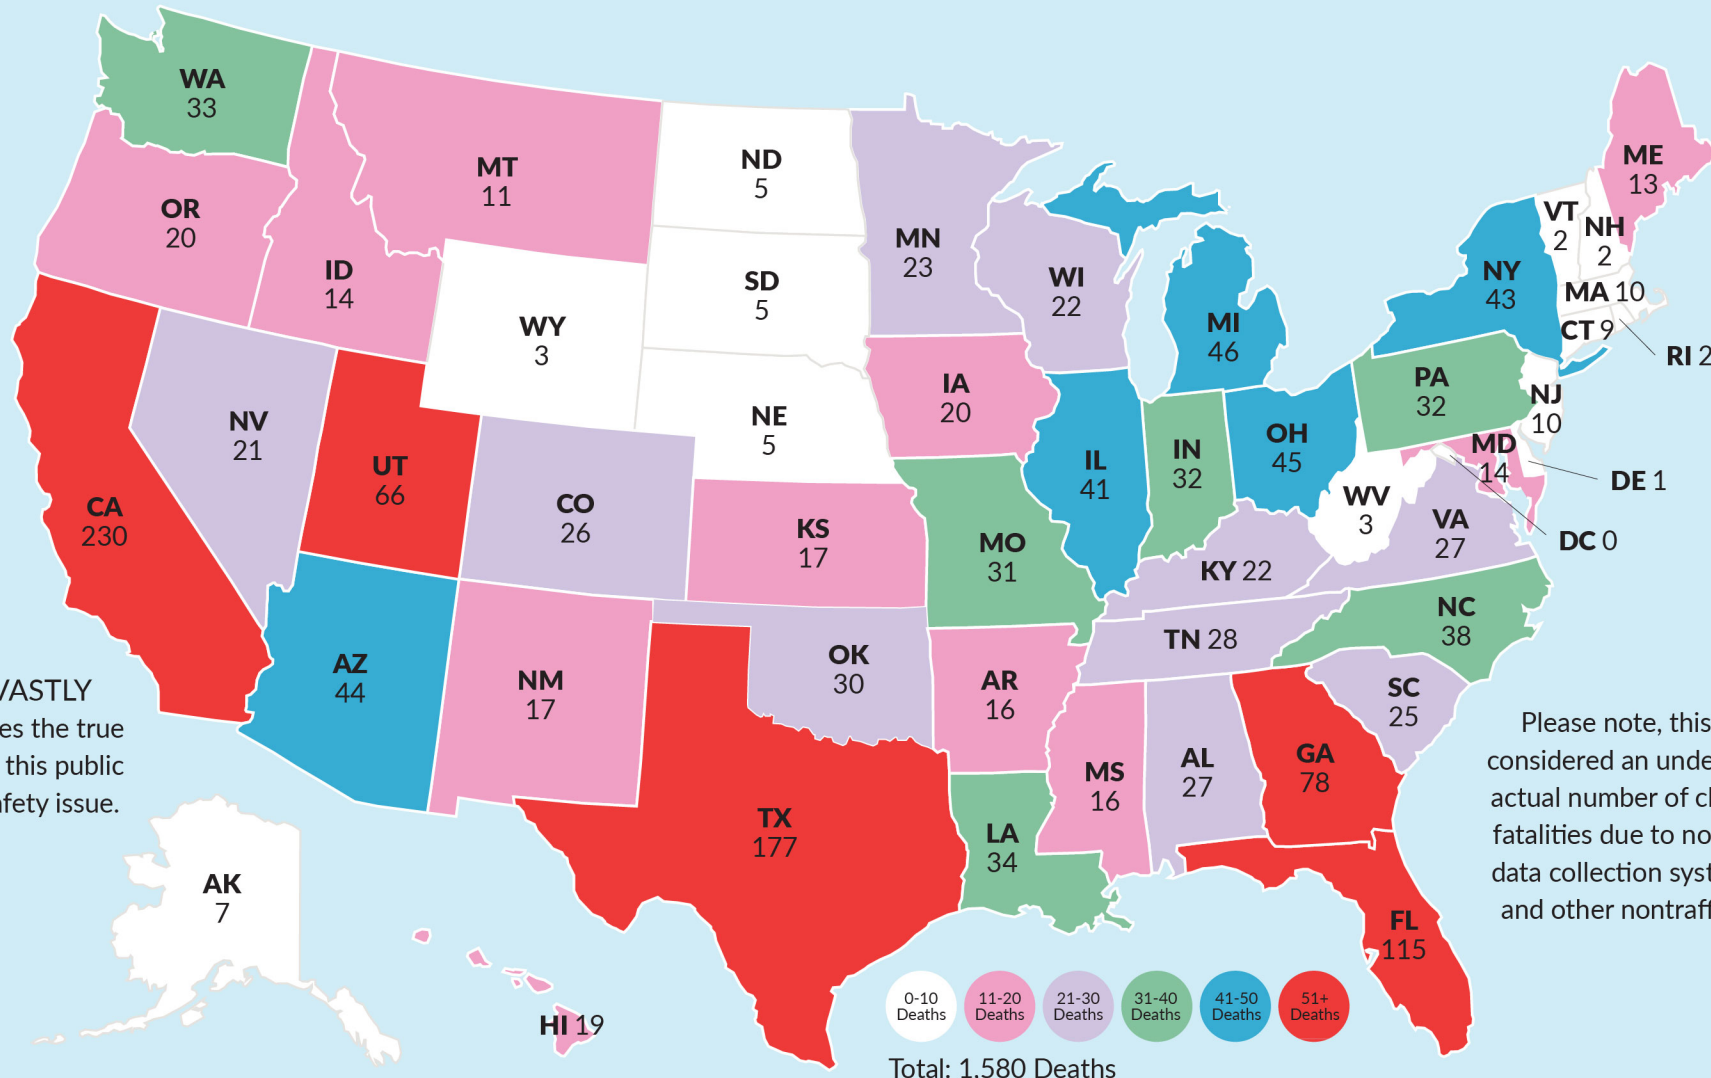 WA
33
OR
20
MT
11
ID
14
WY
3
ND
5
SD
5
NE
5
MN
23
WI
22
IA
20
MI
46
NY
43
VT
2
NH
2
ME
13
MA 10
CT 9
RI 2
PA
32
NJ
10
MD
14
DE 1
DC 0
CA
230
NV
21
UT
66
CO
26
KS
17
MO
31
IL
41
IN
32
OH
45
WV
3
VA
27
KY 22
NC
38
TN 28
SC
25
AZ
44
NM
17
OK
30
AR
16
TX
177
LA
34
MS
16
AL
27
GA
78
FL
115
AK
7
HI 19
VASTLY
es the true
this public
fety issue.
Please note, this
considered an unde
actual number of c
fatalities due to no
data collection syst
and other nontraff
0-10
Deaths
11-20
Deaths
21-30
Deaths
31-40
Deaths
41-50
Deaths
51+
Deaths
Total: 1,580 Deaths